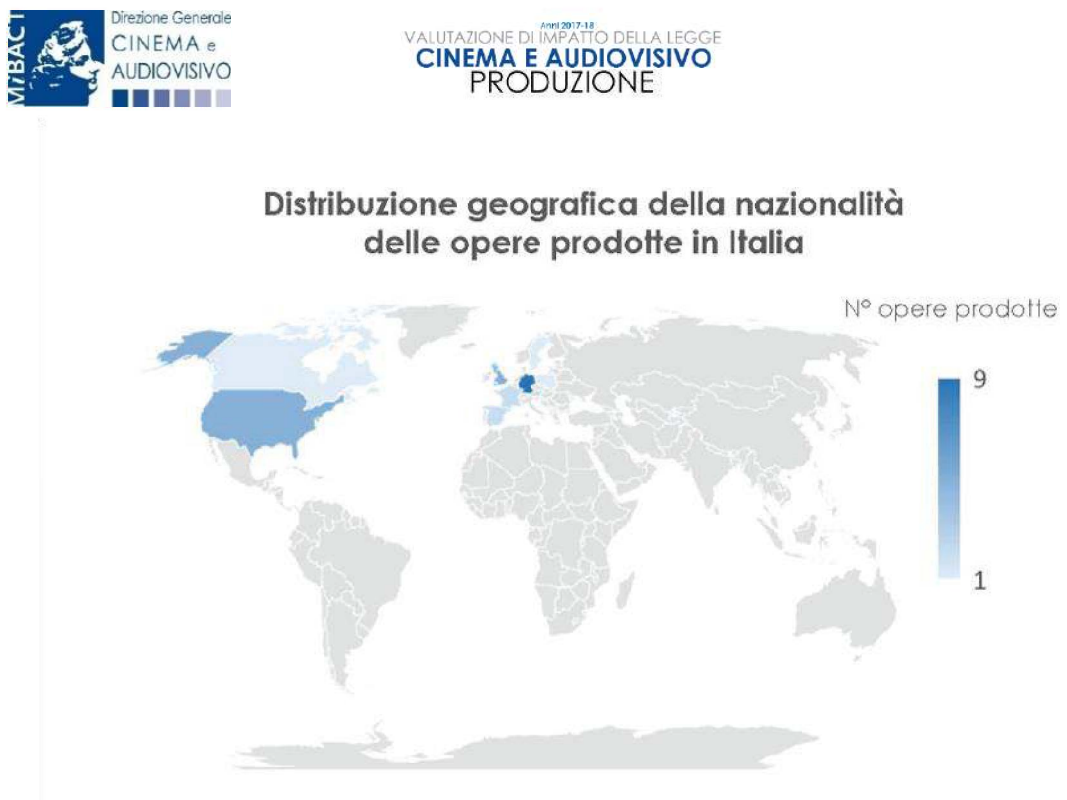 MiBACT
Direzione Generale
CINEMA e
AUDIOVISIVO
Anni 2017-18
VALUTAZIONE DI IMPATTO DELLA LEGGE
CINEMA E AUDIOVISIVO
PRODUZIONE
Distribuzione geografica della nazionalità
delle opere prodotte in Italia
N° opere prodotte
9
1